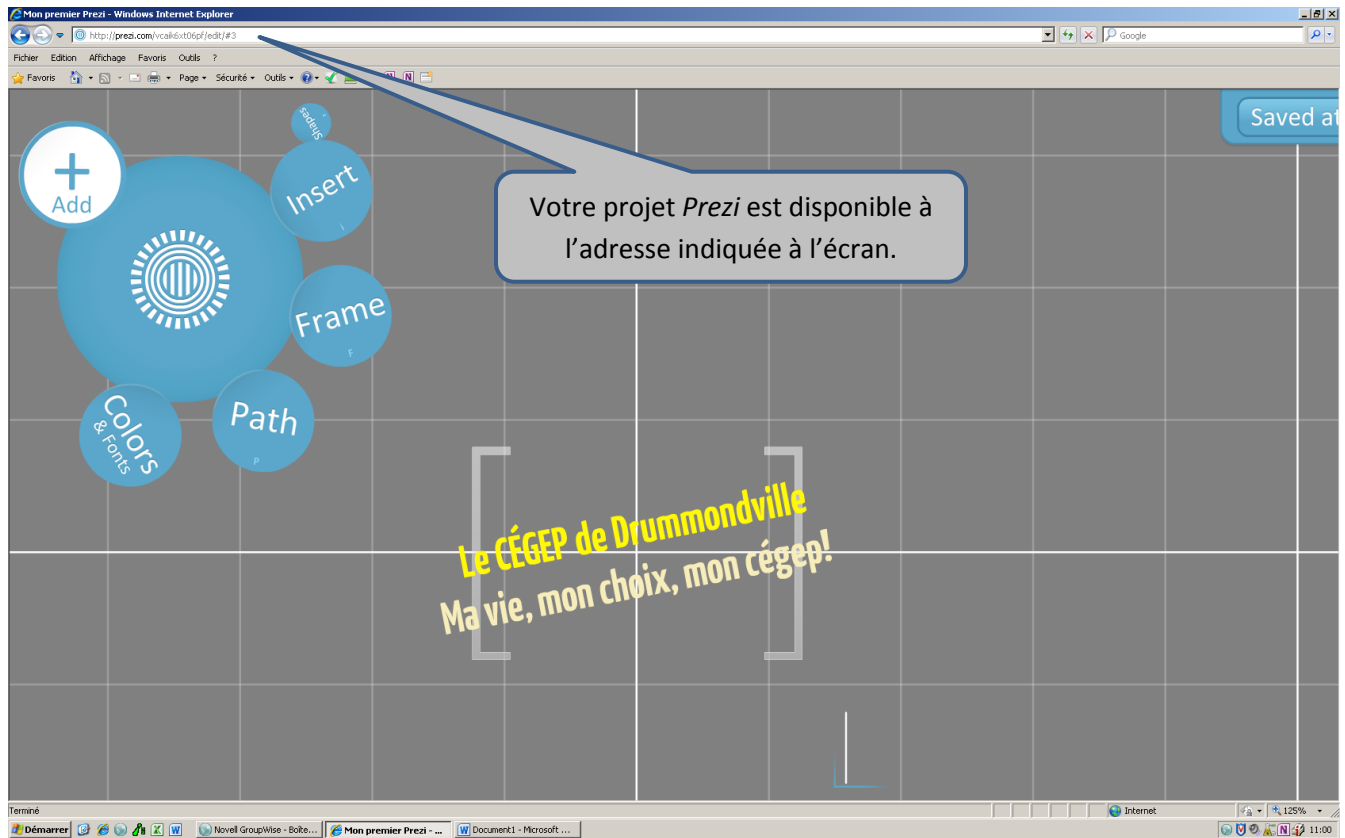 Mon premier Prezi - Windows Internet Explorer
http://prezi.com/vcaik6xt06pf/edit/#3
Google
Fichier Edition Affichage Favoris Outils ?
Favoris Page Sécurité Outils
Saved at
Shapes
Add
Insert
I
Votre projet Prezi est disponible à
l’adresse indiquée à l’écran.
Frame
F
Colors
& Fonts
Path
P
Le CÉGEP de Drummondville
Ma vie, mon choix, mon cégep!
Terminé Internet 125%
Démarrer Novell GroupWise - Boîte... Mon premier Prezi - ... Document1 - Microsoft ... 11:00